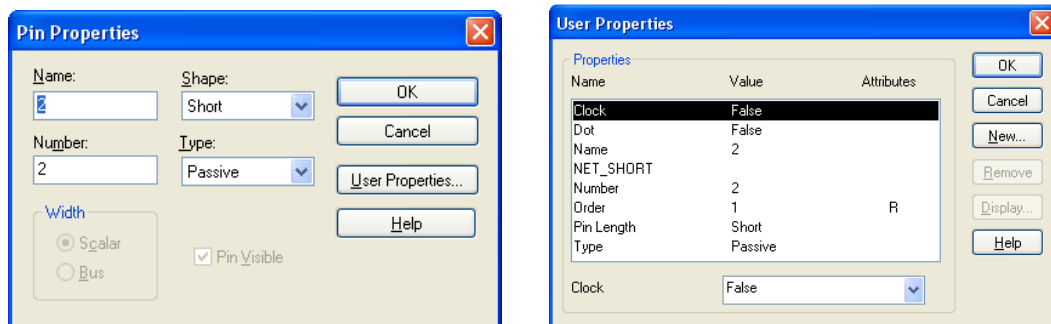 Pin Properties
Name:
Shape:
2
Short
OK
Number:
Type:
Cancel
2
Passive
User Properties...
Width
Scalar
Bus
Pin Visible
Help
User Properties
Properties
Name Value Attributes
Clock False
Dot False
Name 2
NET_SHORT
Number 2
Order 1 R
Pin Length Short
Type Passive
Clock False
OK
Cancel
New...
Remove
Display...
Help